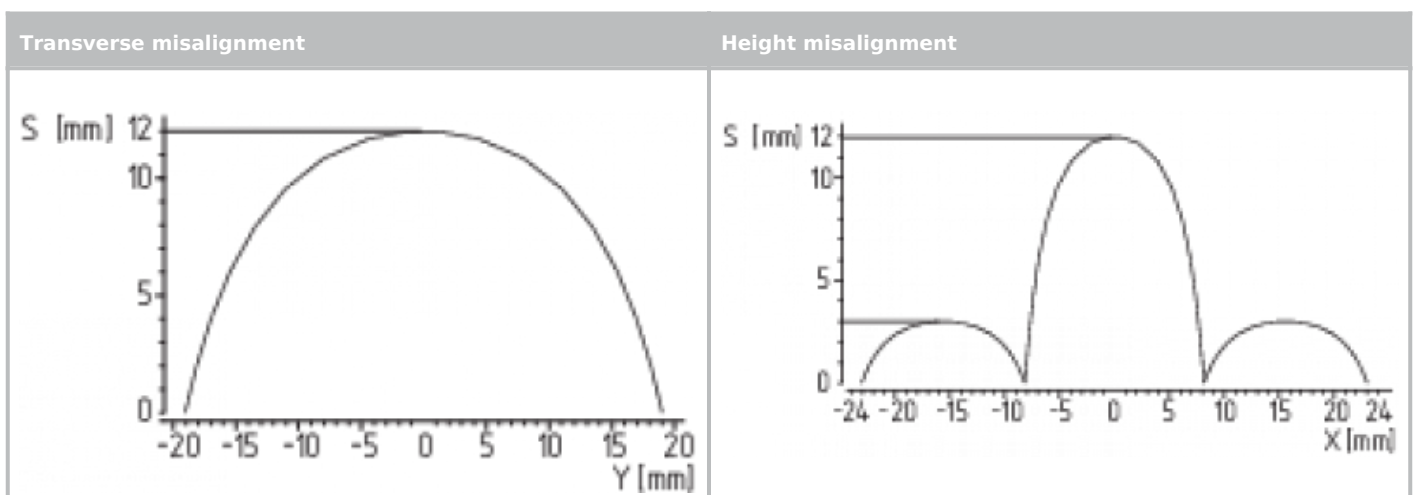 Transverse misalignment
Height misalignment
S [mm] 12
10
5
0
-20 -15 -10 -5 0 5 10 15 20
Y [mm]
S [mm] 12
10
5
0
-24 -20 -15 -10 -5 0 5 10 15 20 24
X [mm]